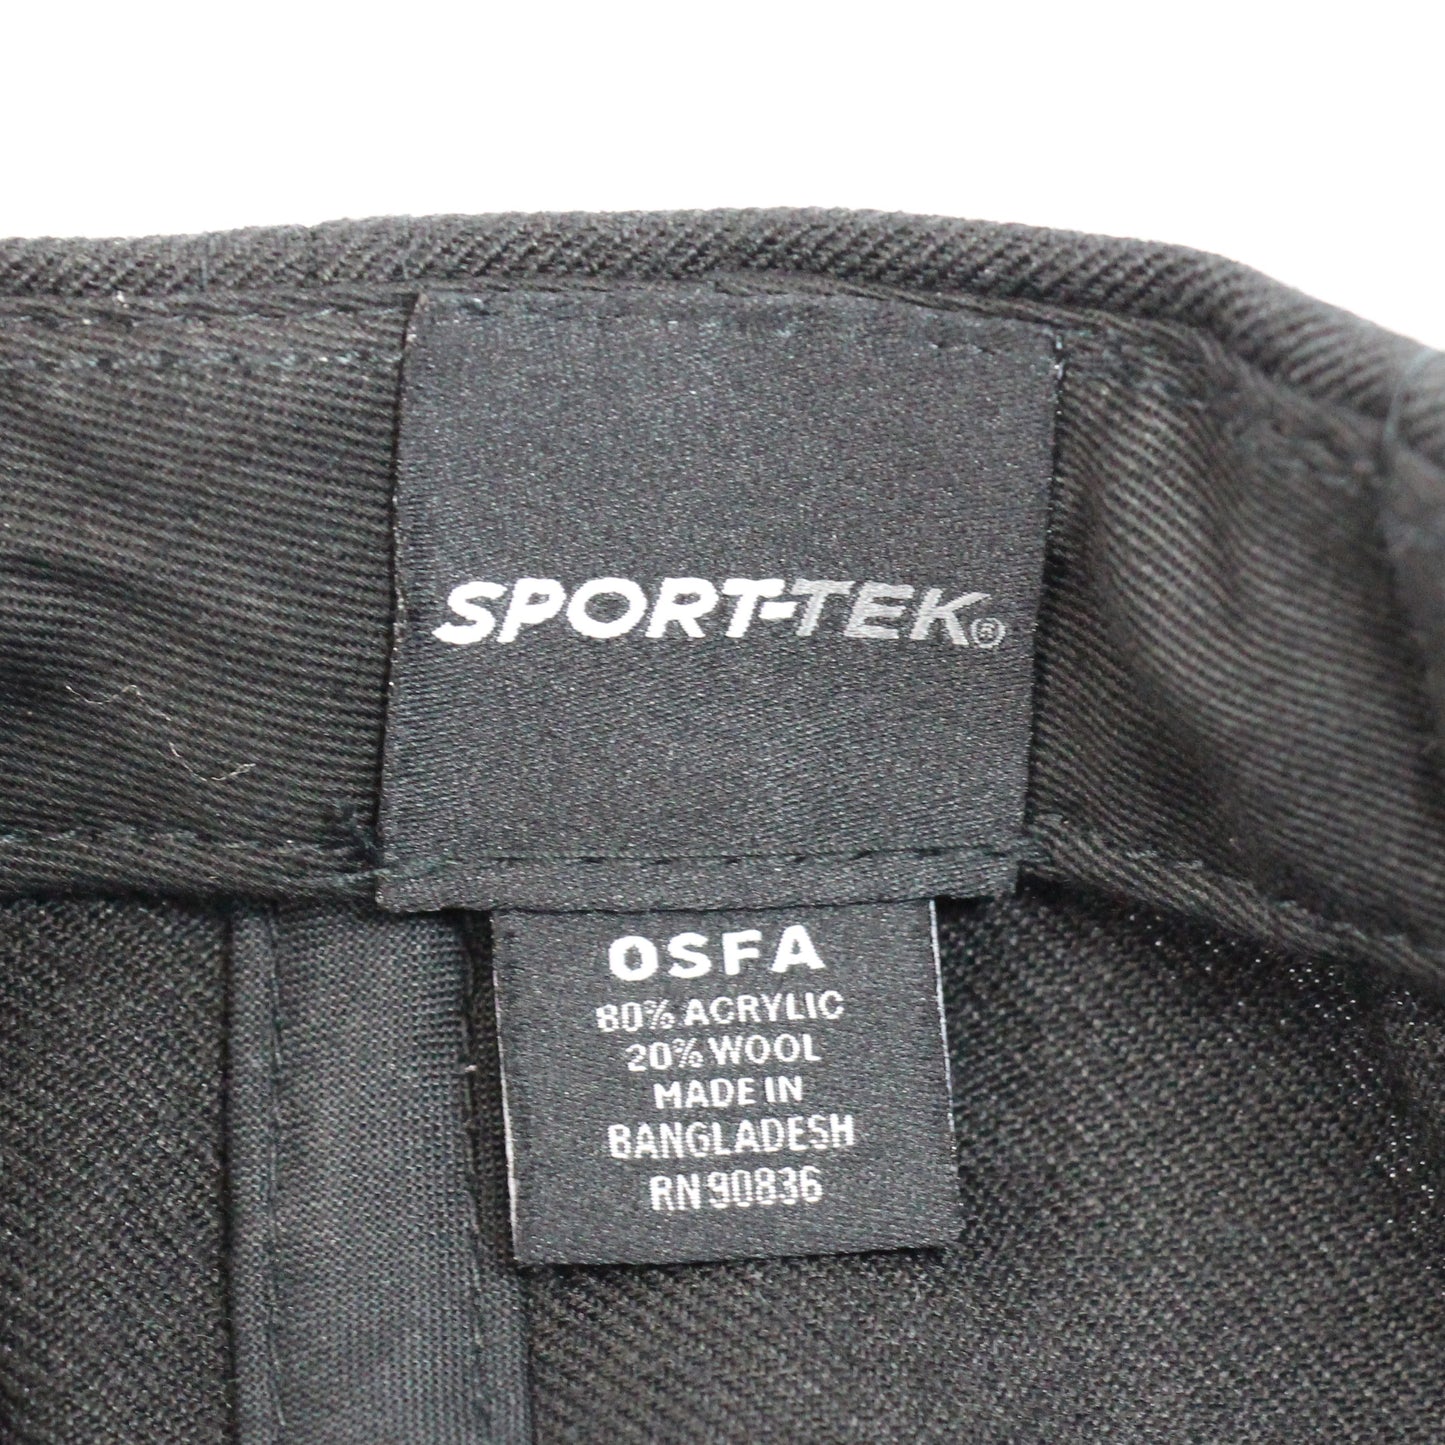 SPORT-TEK®
OSFA
80% ACRYLIC
20% WOOL
MADE IN
BANGLADESH
RN 90836